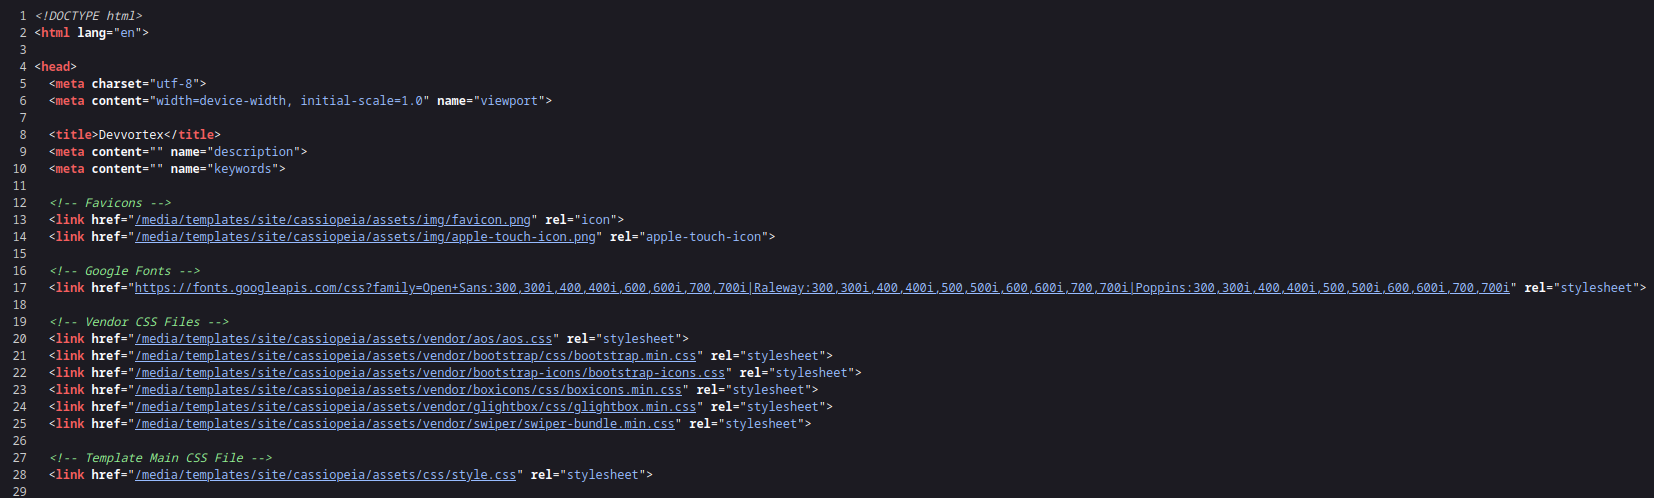 1 <!DOCTYPE html>
2 <html lang="en">
3
4 <head>
5   <meta charset="utf-8">
6   <meta content="width=device-width, initial-scale=1.0" name="viewport">
7
8   <title>Devvortex</title>
9   <meta content="" name="description">
10   <meta content="" name="keywords">
11
12   <!-- Favicons -->
13   <link href="/media/templates/site/cassiopeia/assets/img/favicon.png" rel="icon">
14   <link href="/media/templates/site/cassiopeia/assets/img/apple-touch-icon.png" rel="apple-touch-icon">
15
16   <!-- Google Fonts -->
17   <link href="https://fonts.googleapis.com/css?family=Open+Sans:300,300i,400,400i,600,600i,700,700i|Raleway:300,300i,400,400i,500,500i,600,600i,700,700i|Poppins:300,300i,400,400i,500,500i,600,600i,700,700i" rel="stylesheet">
18
19   <!-- Vendor CSS Files -->
20   <link href="/media/templates/site/cassiopeia/assets/vendor/aos/aos.css" rel="stylesheet">
21   <link href="/media/templates/site/cassiopeia/assets/vendor/bootstrap/css/bootstrap.min.css" rel="stylesheet">
22   <link href="/media/templates/site/cassiopeia/assets/vendor/bootstrap-icons/bootstrap-icons.css" rel="stylesheet">
23   <link href="/media/templates/site/cassiopeia/assets/vendor/boxicons/css/boxicons.min.css" rel="stylesheet">
24   <link href="/media/templates/site/cassiopeia/assets/vendor/glightbox/css/glightbox.min.css" rel="stylesheet">
25   <link href="/media/templates/site/cassiopeia/assets/vendor/swiper/swiper-bundle.min.css" rel="stylesheet">
26
27   <!-- Template Main CSS File -->
28   <link href="/media/templates/site/cassiopeia/assets/css/style.css" rel="stylesheet">
29